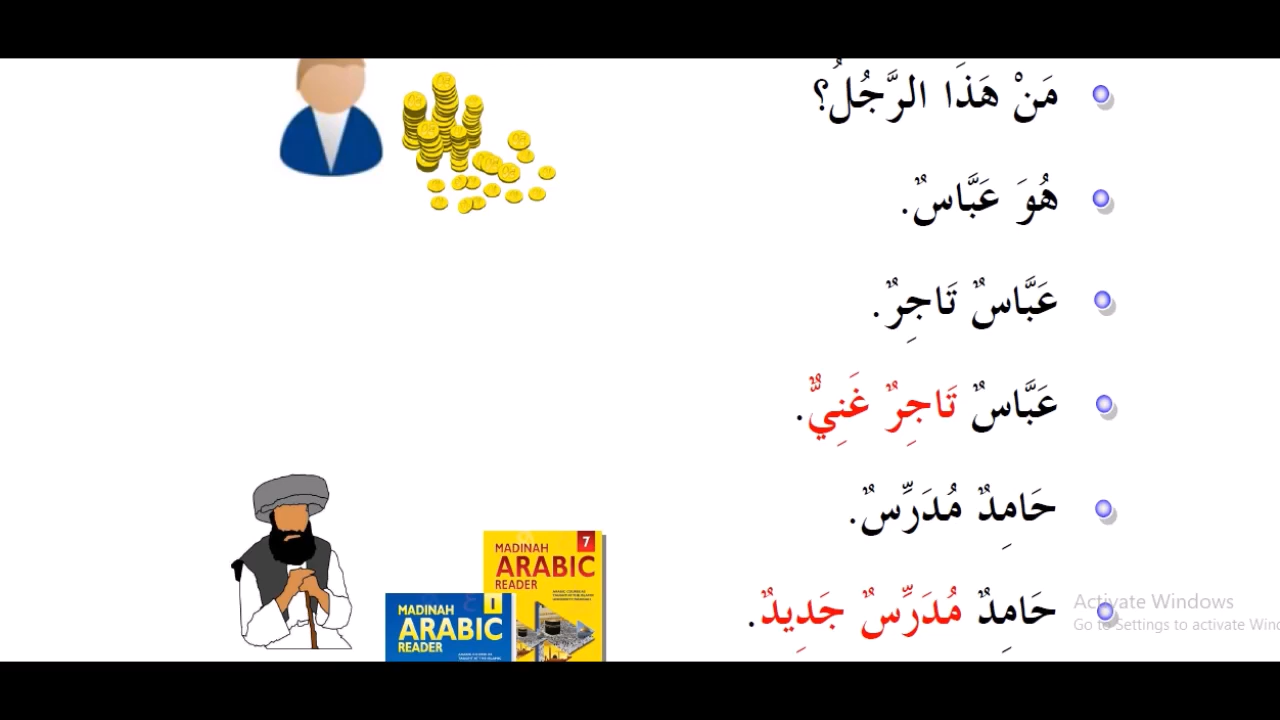 مَنْ هَذَا الرَّجُلُ؟
هُوَ عَبَّاسٌ.
عَبَّاسٌ تَاجِرٌ.
عَبَّاسٌ تَاجِرٌ غَنِيٌّ.
حَامِدٌ مُدَرِّسٌ.
حَامِدٌ مُدَرِّسٌ جَدِيدٌ.
7
MADINAH
ARABIC
READER
1
MADINAH
ARABIC
READER
Activate Windows
Go to Settings to activate Wind